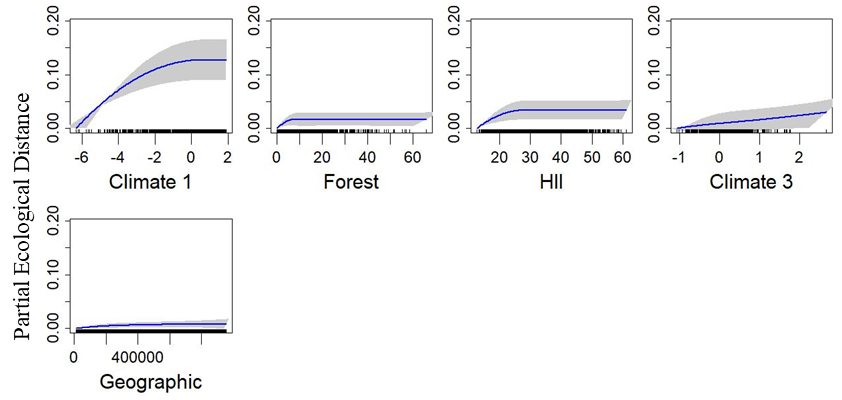 Partial Ecological Distance
0.00 0.10 0.20
-6 -4 -2 0 2
Climate 1
0.00 0.10 0.20
0 20 40 60
Forest
0.00 0.10 0.20
20 30 40 50 60
HII
0.00 0.10 0.20
-1 0 1 2
Climate 3
0.00 0.10 0.20
0 400000
Geographic